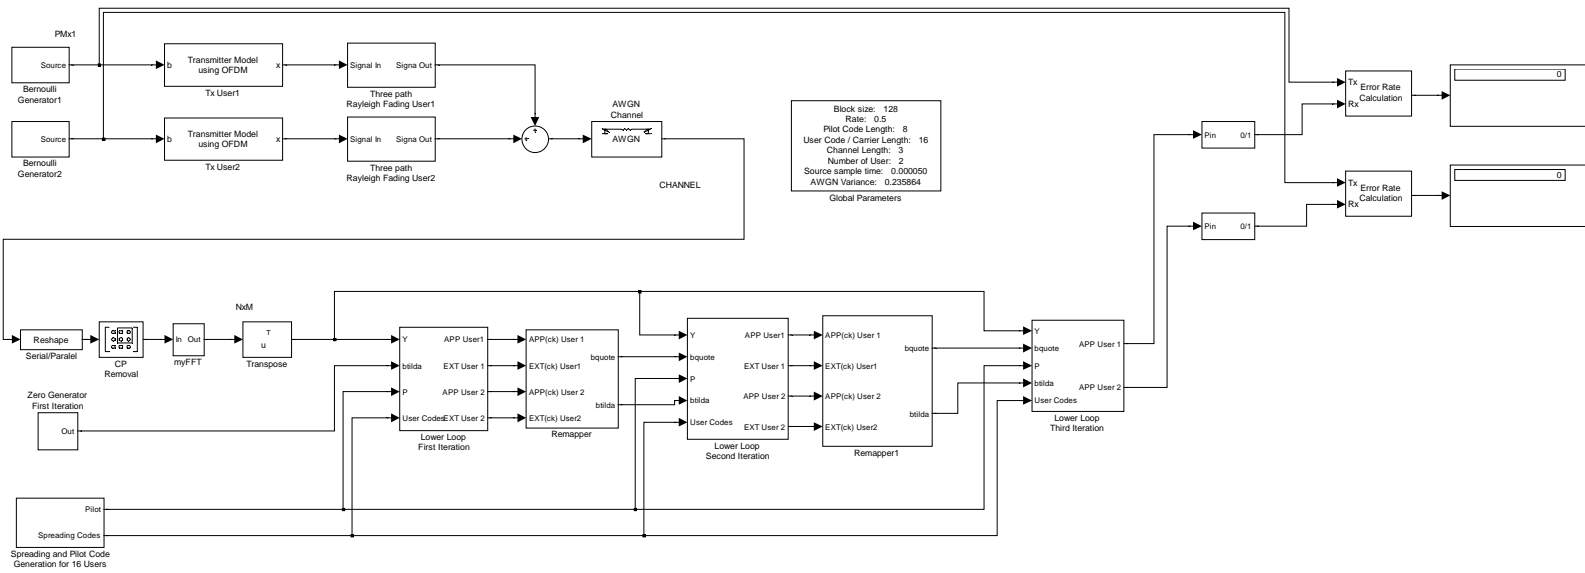 PMx1
Source
Bernoulli
Generator1
b
Transmitter Model
using OFDM
x
Tx User1
Signal In
Signa Out
Three path
Rayleigh Fading User1
Source
Bernoulli
Generator2
b
Transmitter Model
using OFDM
x
Tx User2
Signal In
Signa Out
Three path
Rayleigh Fading User2
AWGN
Channel
AWGN
CHANNEL
Block size: 128
Rate: 0.5
Pilot Code Length: 8
User Code / Carrier Length: 16
Channel Length: 3
Number of User: 2
Source sample time: 0.000050
AWGN Variance: 0.235864
Global Parameters
Pin
0/1
Pin
0/1
Tx
Rx
Error Rate
Calculation
0
Tx
Rx
Error Rate
Calculation
0
Reshape
Serial/Paralel
CP
Removal
In
Out
myFFT
NxM
T
u
Transpose
Zero Generator
First Iteration
Out
Y
btilda
P
User Codes
APP User1
EXT User 1
APP User 2
EXT User 2
Lower Loop
First Iteration
APP(ck) User 1
EXT(ck) User1
APP(ck) User 2
EXT(ck) User2
bquote
btilda
Remapper
Y
bquote
P
btilda
User Codes
APP User1
EXT User 1
APP User 2
EXT User 2
Lower Loop
Second Iteration
APP(ck) User 1
EXT(ck) User1
APP(ck) User 2
EXT(ck) User2
bquote
btilda
Remapper1
Y
bquote
P
btilda
User Codes
APP User 1
APP User 2
Lower Loop
Third Iteration
Pilot
Spreading Codes
Spreading and Pilot Code
Generation for 16 Users